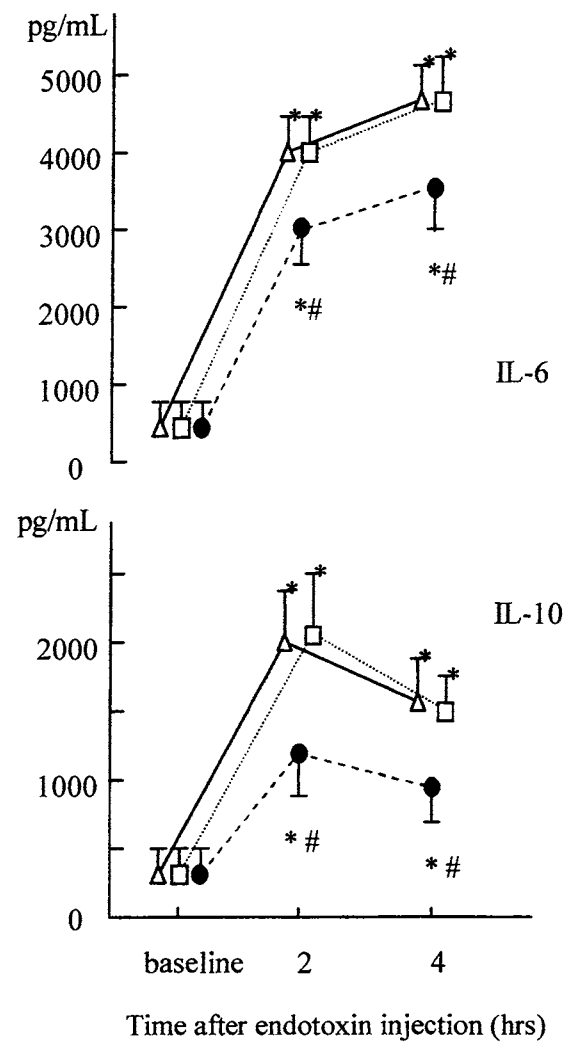 pg/mL
5000
* *
4000
* *
3000
*#
2000
*#
1000
IL-6
0
pg/mL
* *
IL-10
2000
* *
1000
* #
* #
0
baseline 2 4
Time after endotoxin injection (hrs)